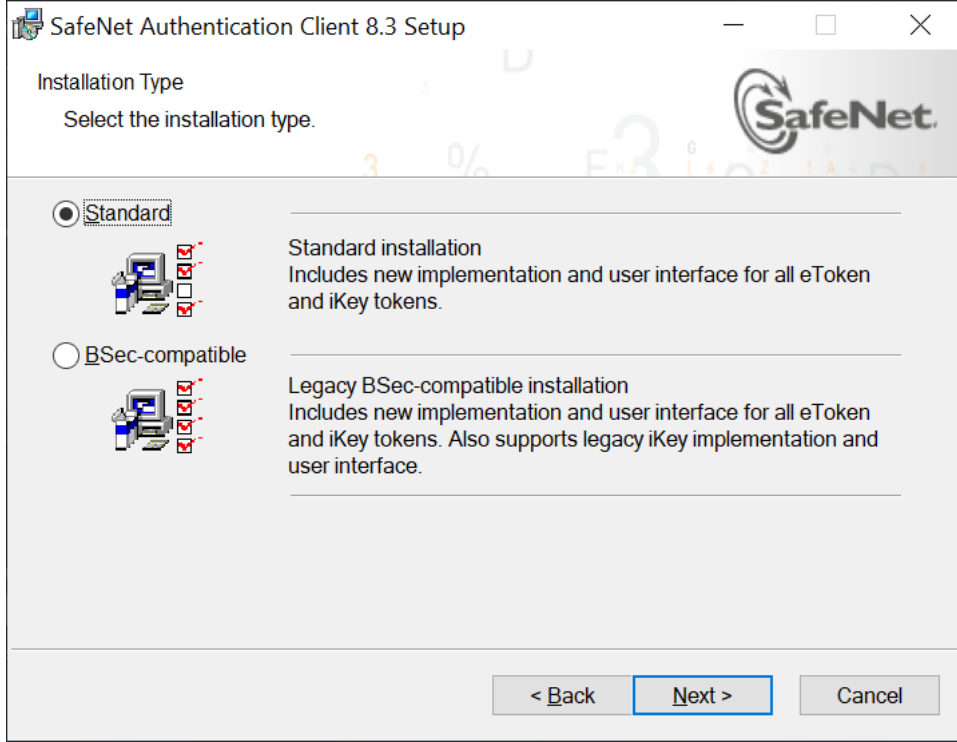 SafeNet Authentication Client 8.3 Setup
Installation Type
Select the installation type.
SafeNet.
Standard
Standard installation
Includes new implementation and user interface for all eToken
and iKey tokens.
BSec-compatible
Legacy BSec-compatible installation
Includes new implementation and user interface for all eToken
and iKey tokens. Also supports legacy iKey implementation and
user interface.
< Back
Next >
Cancel